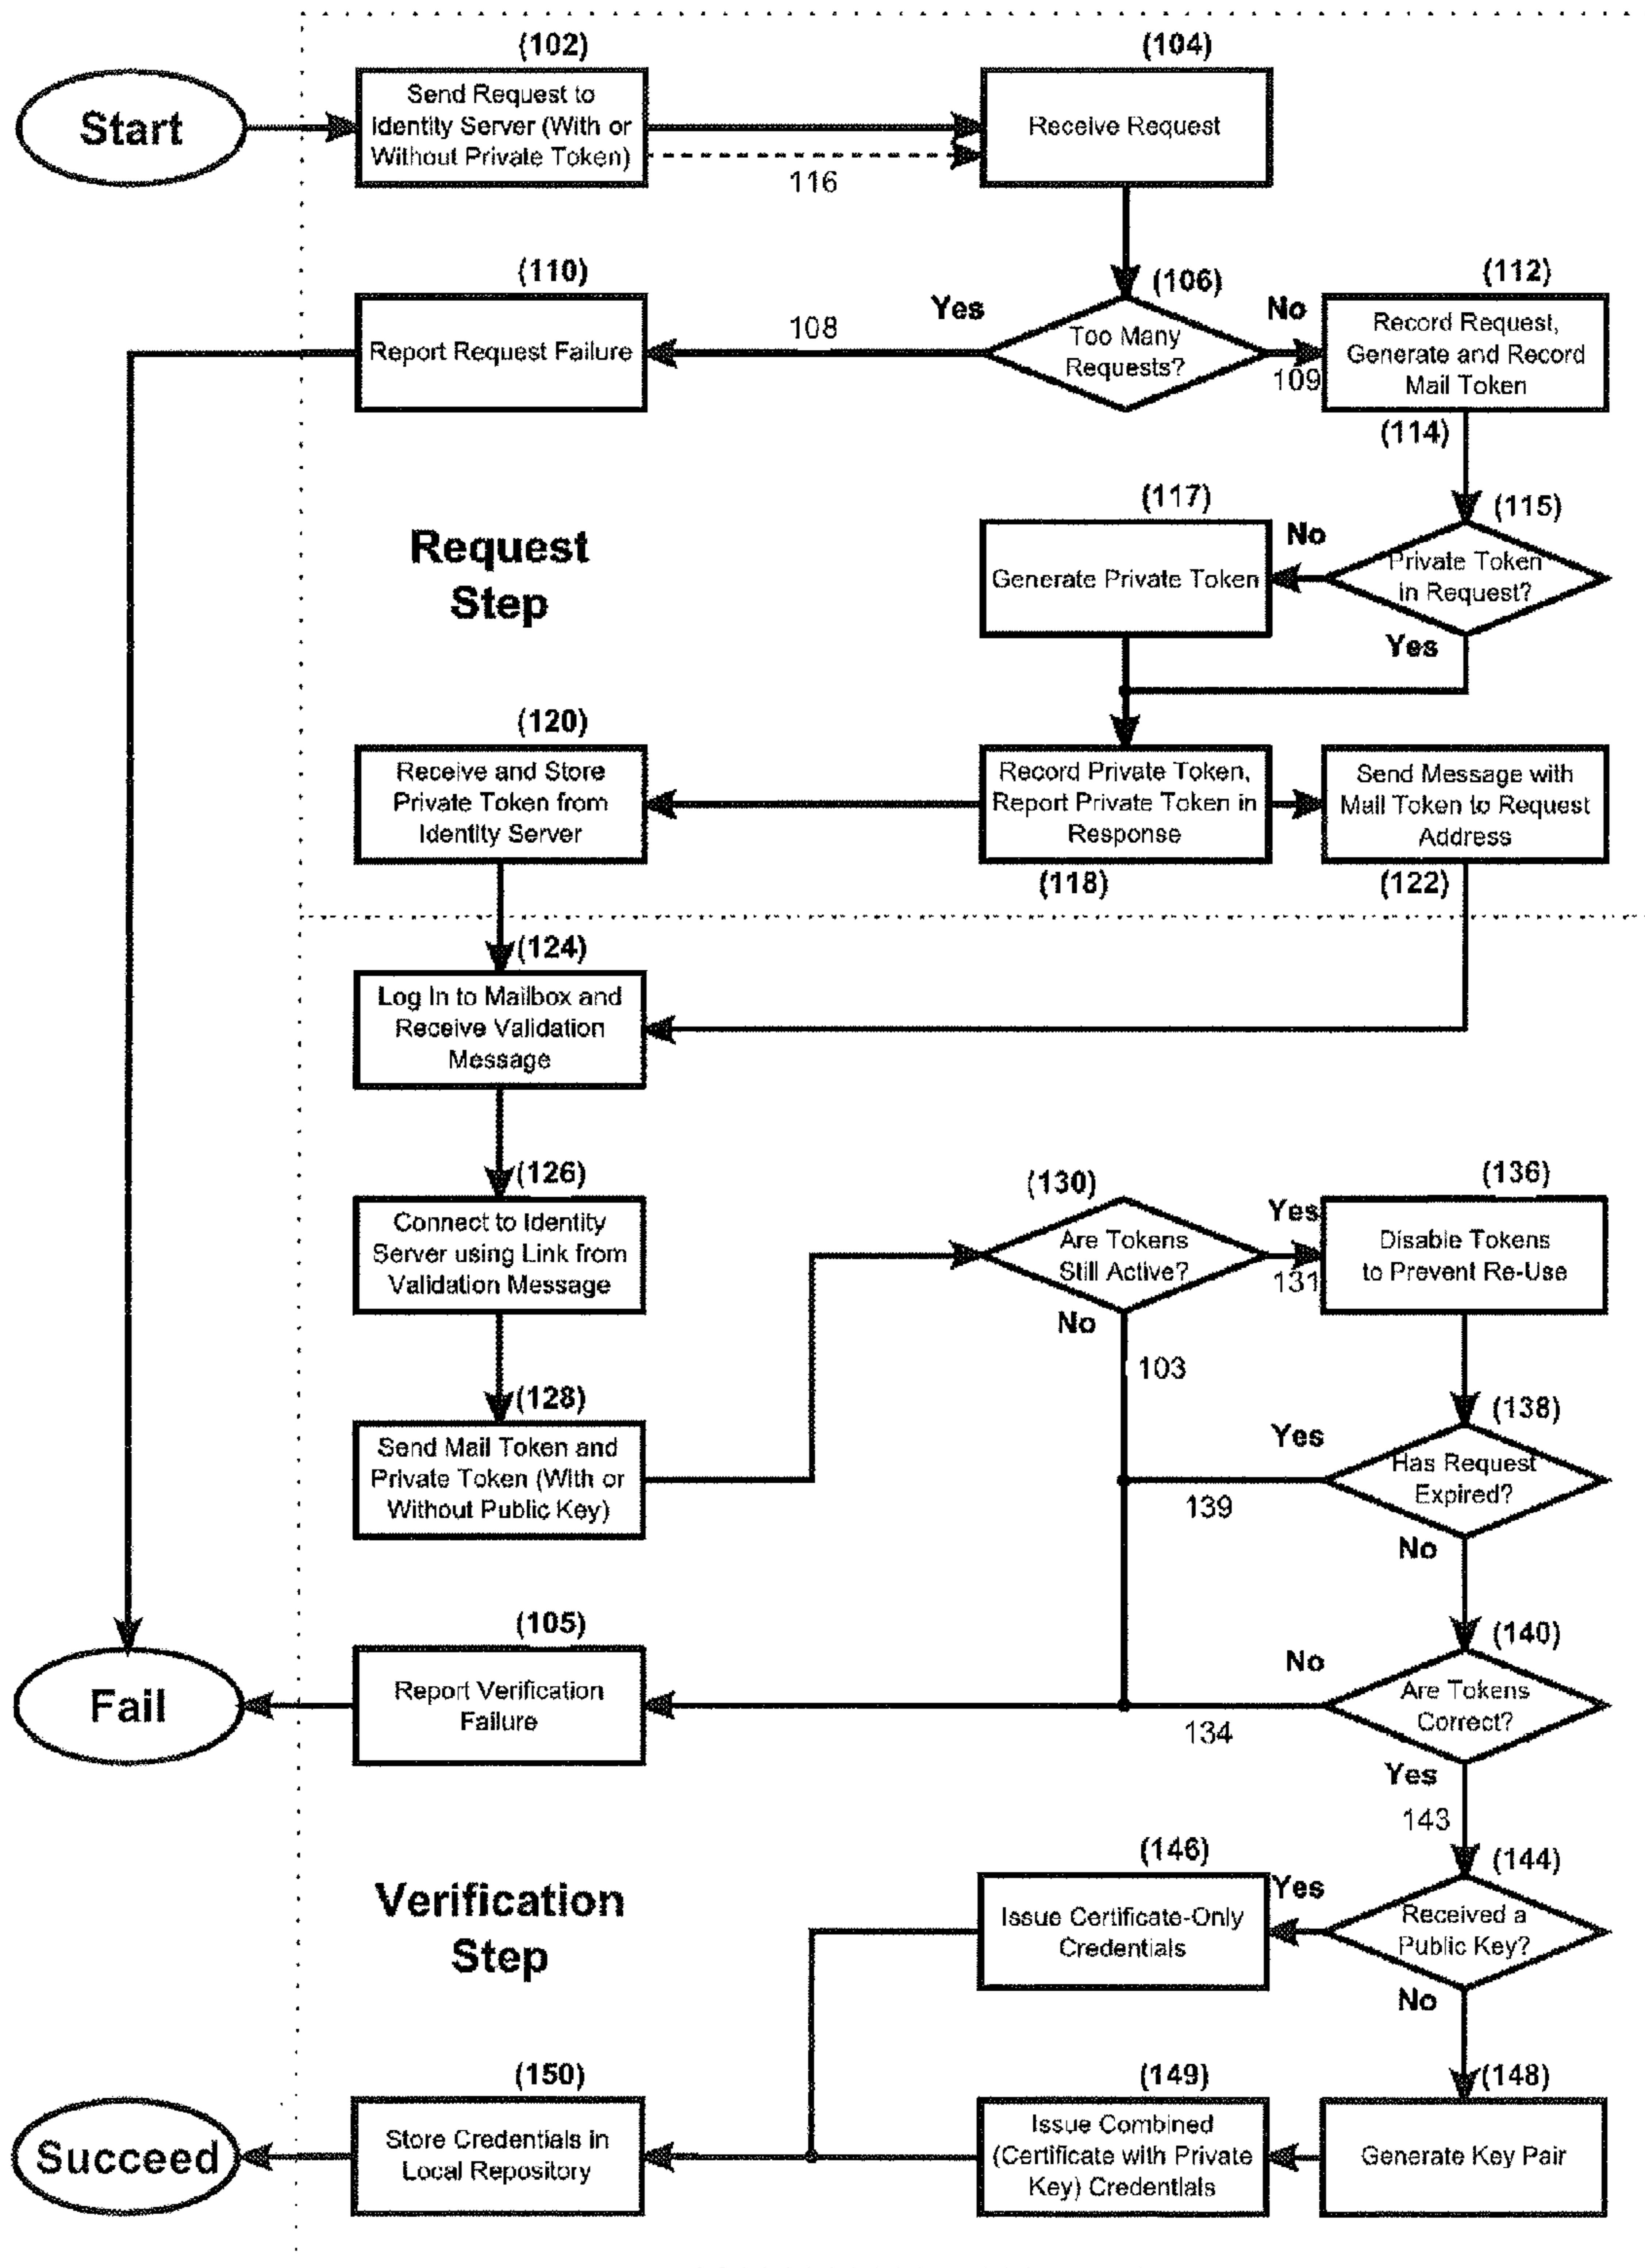 (102)
(104)
Start
Send Request to
Identity Server (With or
Without Private Token)
Receive Request
116
(110)
(106)
(112)
Yes
No
Report Request Failure
108
Too Many
Requests?
109
Record Request,
Generate and Record
Mail Token
(114)
(117)
(115)
Request
Step
No
Generate Private Token
Private Token
in Request?
Yes
(120)
Receive and Store
Private Token from
Identity Server
Record Private Token,
Report Private Token in
Response
Send Message with
Mail Token to Request
Address
(118)
(122)
(124)
Log In to Mailbox and
Receive Validation
Message
(126)
(130)
(136)
Connect to Identity
Server using Link from
Validation Message
Are Tokens
Still Active?
Yes
131
Disable Tokens
to Prevent Re-Use
No
103
(128)
(138)
Send Mail Token and
Private Token (With or
Without Public Key)
Yes
139
Has Request
Expired?
No
(105)
(140)
Fail
Report Verification
Failure
No
134
Are Tokens
Correct?
Yes
143
(146)
(144)
Verification
Step
Issue Certificate-Only
Credentials
Yes
Received a
Public Key?
No
(150)
(149)
(148)
Succeed
Store Credentials in
Local Repository
Issue Combined
(Certificate with Private
Key) Credentials
Generate Key Pair